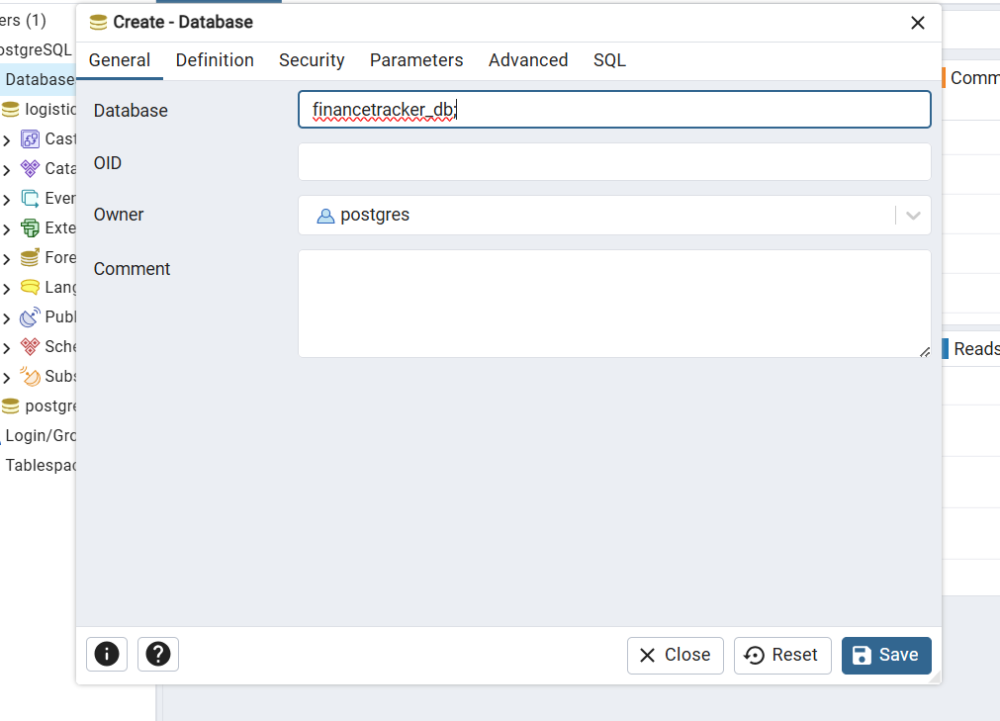 Create - Database
General Definition Security Parameters Advanced SQL
Database financetracker_db;
OID
Owner postgres
Comment
Close Reset Save
ers (1)
ostgreSQL
Database
logistic
Cast
Cata
Ever
Exte
Fore
Lang
Publ
Sche
Subs
postgre
Login/Gro
Tablespac
Comm
Reads